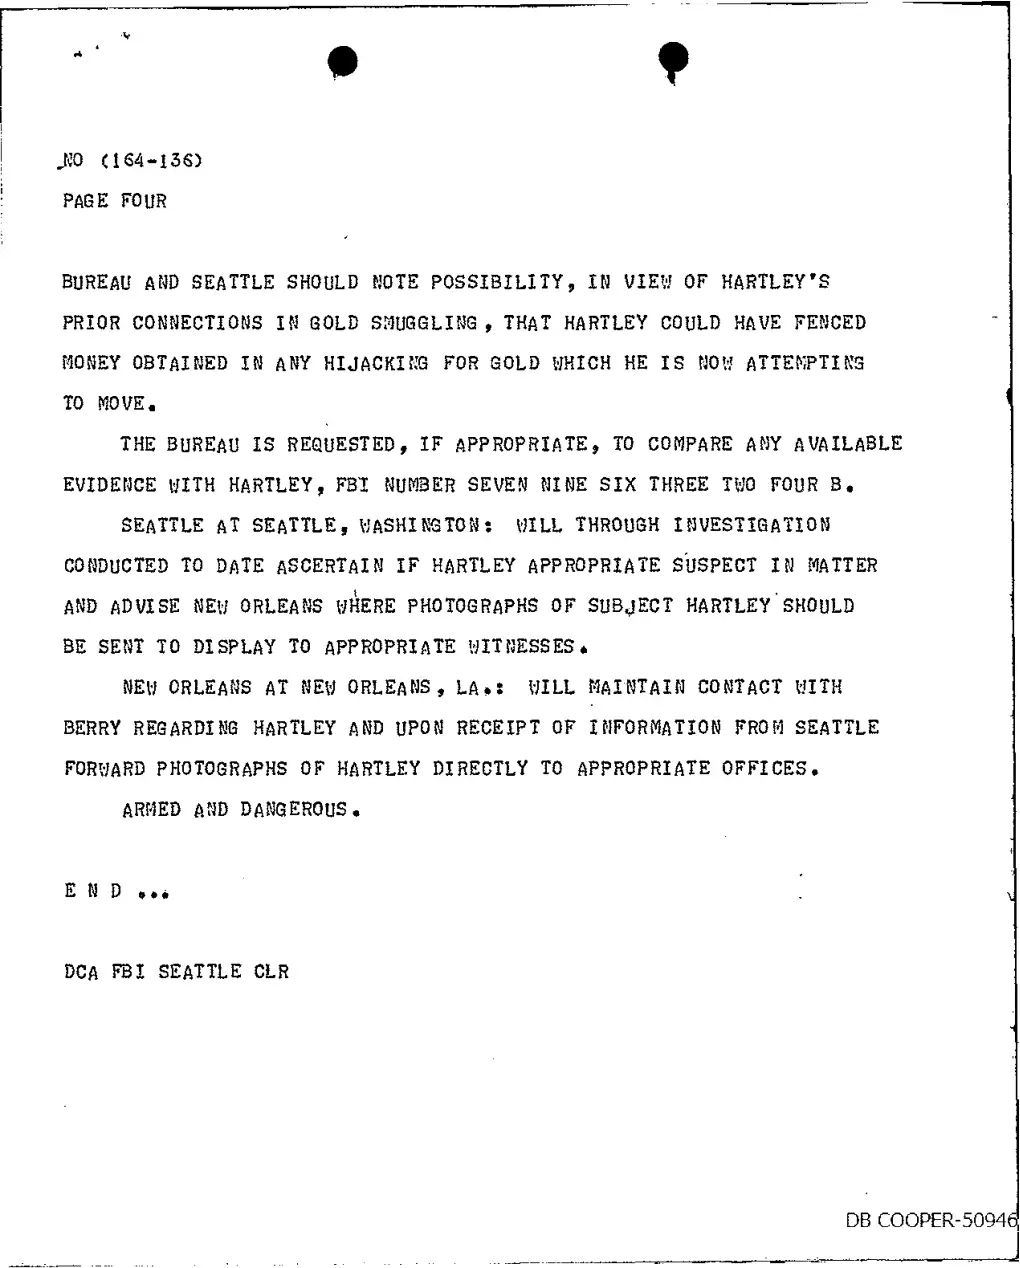 NO (164-136)
PAGE FOUR
BUREAU AND SEATTLE SHOULD NOTE POSSIBILITY, IN VIEW OF HARTLEY'S
PRIOR CONNECTIONS IN GOLD SMUGGLING, THAT HARTLEY COULD HAVE FENCED
MONEY OBTAINED IN ANY HIJACKING FOR GOLD WHICH HE IS NOW ATTEMPTING
TO MOVE.
THE BUREAU IS REQUESTED, IF APPROPRIATE, TO COMPARE ANY AVAILABLE
EVIDENCE WITH HARTLEY, FBI NUMBER SEVEN NINE SIX THREE TWO FOUR B.
SEATTLE AT SEATTLE, WASHINGTON: WILL THROUGH INVESTIGATION
CONDUCTED TO DATE ASCERTAIN IF HARTLEY APPROPRIATE SUSPECT IN MATTER
AND ADVISE NEW ORLEANS WHERE PHOTOGRAPHS OF SUBJECT HARTLEY SHOULD
BE SENT TO DISPLAY TO APPROPRIATE WITNESSES.
NEW ORLEANS AT NEW ORLEANS, LA.: WILL MAINTAIN CONTACT WITH
BERRY REGARDING HARTLEY AND UPON RECEIPT OF INFORMATION FROM SEATTLE
FORWARD PHOTOGRAPHS OF HARTLEY DIRECTLY TO APPROPRIATE OFFICES.
ARMED AND DANGEROUS.
E N D ...
DCA FBI SEATTLE CLR
DB COOPER-50946